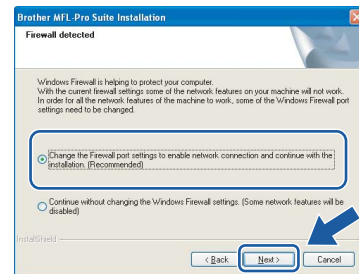 Brother MFL-Pro Suite Installation
Firewall detected
Windows Firewall is helping to protect your computer.
With the current firewall settings some of the network features on your machine will not work.
In order for all the network features of the machine to work, some of the Windows Firewall port
settings need to be changed.
Change the Firewall port settings to enable network connection and continue with the
installation. (Recommended)
Continue without changing the Windows Firewall settings. (Some network features will be
disabled)
InstallShield
< Back
Next >
Cancel